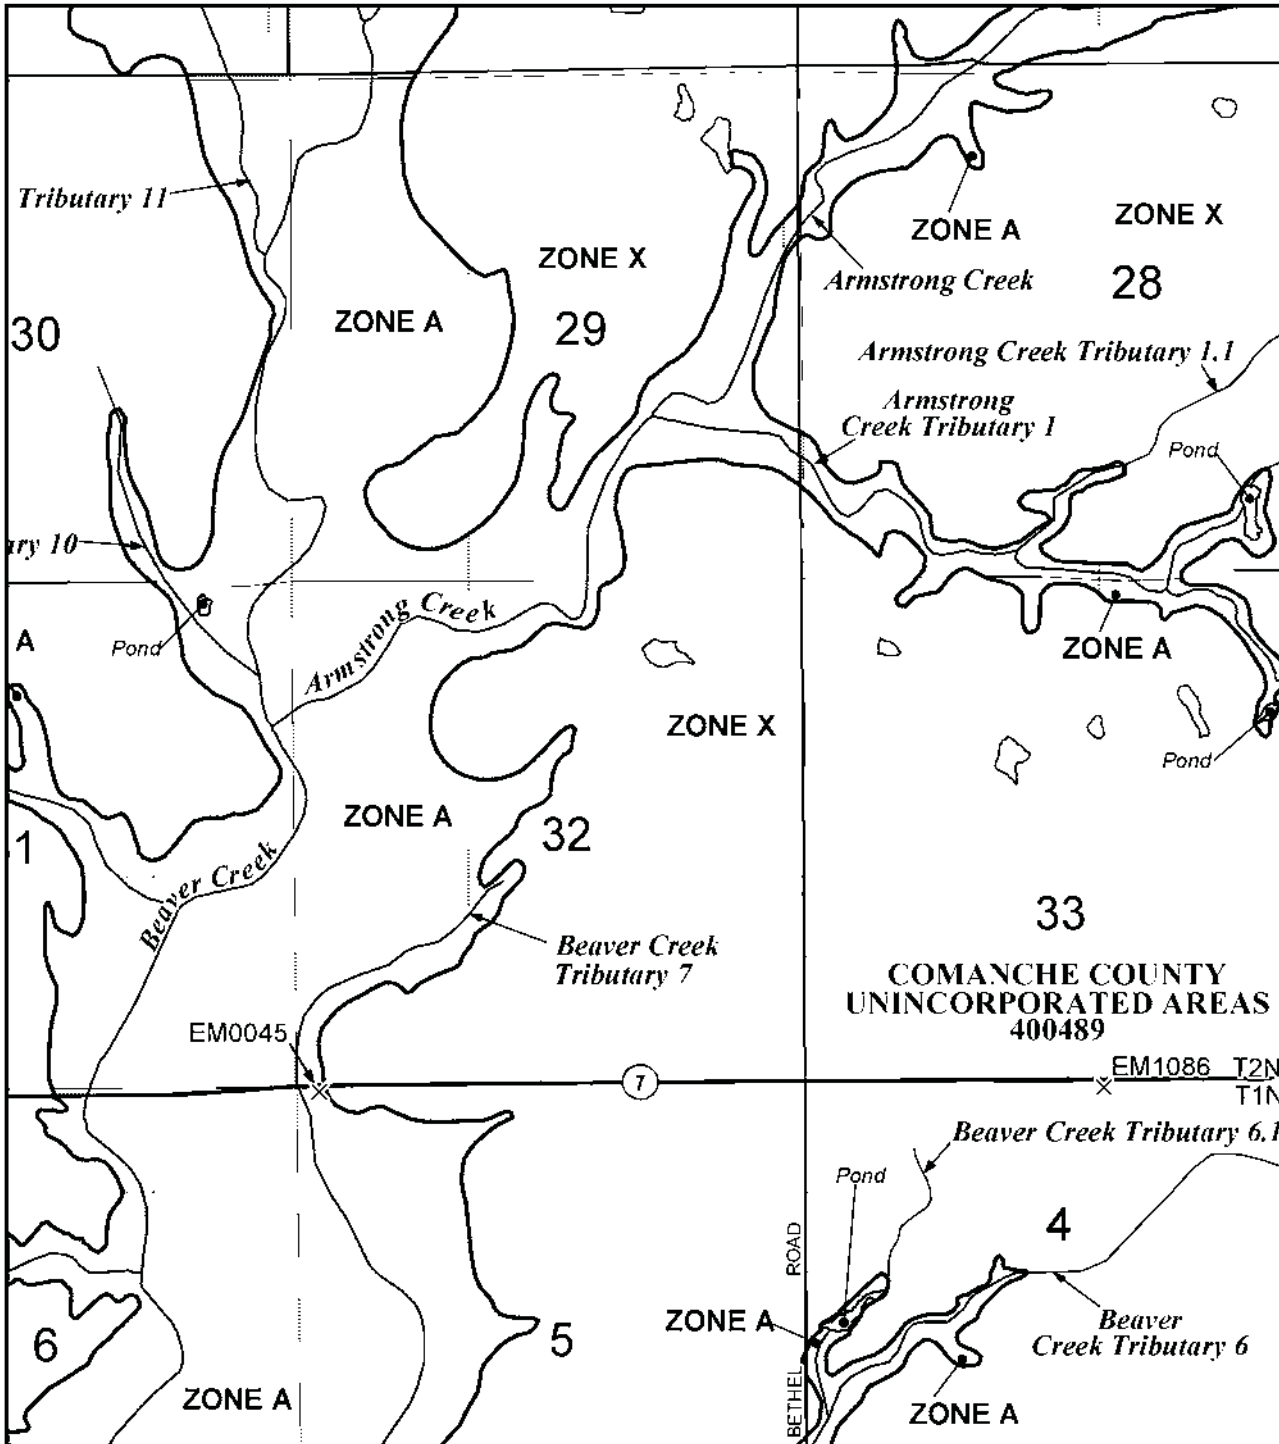 Tributary 11
ZONE A
ZONE X
ZONE X
Armstrong Creek
28
30
ZONE A
29
Armstrong Creek Tributary 1.1
Armstrong
Creek Tributary 1
Pond
ry 10
Armstrong Creek
A
Pond
ZONE A
ZONE X
Pond
ZONE A
32
1
Beaver Creek
33
Beaver Creek
Tributary 7
COMANCHE COUNTY
UNINCORPORATED AREAS
400489
EM0045
7
EM1086
T2N
T1N
Beaver Creek Tributary 6.1
Pond
4
BETHEL ROAD
ZONE A
Beaver
Creek Tributary 6
6
5
ZONE A
ZONE A